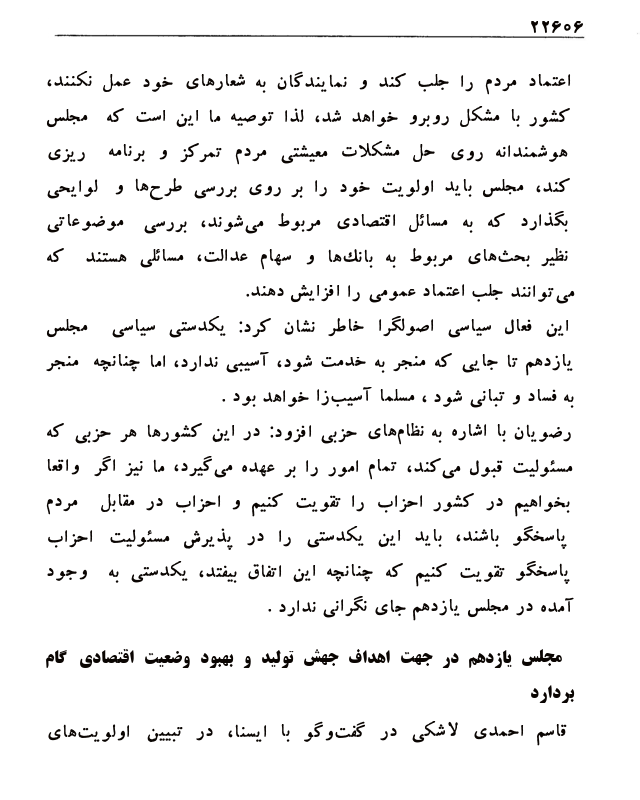 ۲۲۶۰۶
اعتماد مردم را جلب کند و نمایندگان به شعارهای خود عمل نکنند،
کشور با مشکل روبرو خواهد شد، لذا توصیه ما این است که مجلس
هوشمندانه روی حل مشکلات معیشتی مردم تمرکز و برنامه ریزی
کند، مجلس باید اولویت خود را بر روی بررسی طرح‌ها و لوایحی
بگذارد که به مسائل اقتصادی مربوط می‌شوند، بررسی موضوعاتی
نظیر بحث‌های مربوط به بانك‌ها و سهام عدالت، مسائلی هستند که
می‌توانند جلب اعتماد عمومی را افزایش دهند.
این فعال سیاسی اصولگرا خاطر نشان کرد: یکدستی سیاسی مجلس
یازدهم تا جایی که منجر به خدمت شود، آسیبی ندارد، اما چنانچه منجر
به فساد و تبانی شود ، مسلما آسیب‌زا خواهد بود .
رضویان با اشاره به نظام‌های حزبی افزود: در این کشورها هر حزبی که
مسئولیت قبول می‌کند، تمام امور را بر عهده می‌گیرد، ما نیز اگر واقعا
بخواهیم در کشور احزاب را تقویت کنیم و احزاب در مقابل مردم
پاسخگو باشند، باید این یکدستی را در پذیرش مسئولیت احزاب
پاسخگو تقویت کنیم که چنانچه این اتفاق بیفتد، یکدستی به وجود
آمده در مجلس یازدهم جای نگرانی ندارد .
مجلس یازدهم در جهت اهداف جهش تولید و بهبود وضعیت اقتصادی گام
بردارد
قاسم احمدی لاشکی در گفت‌وگو با ایسنا، در تبیین اولویت‌های